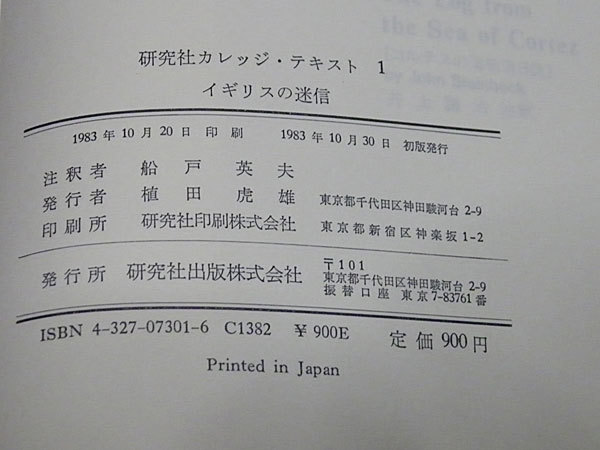 研究社カレッジ・テキスト 1
イギリスの迷信
1983 年 10 月 20 日 印 刷 1983 年 10 月 30 日 初版発行
注 釈 者 船 戸 英 夫
発 行 者 植 田 虎 雄 東京都千代田区神田駿河台 2-9
印 刷 所 研究社印刷株式会社 東 京 都 新 宿 区 神 楽 坂 1-2
発 行 所 研究社出版株式会社 〒101
東京都千代田区神田駿河台 2-9
振 替 口 座 東 京 7-83761 番
ISBN 4-327-07301-6 C1382 ¥ 900E 定 価 900 円
Printed in Japan
the Sea of Cortez